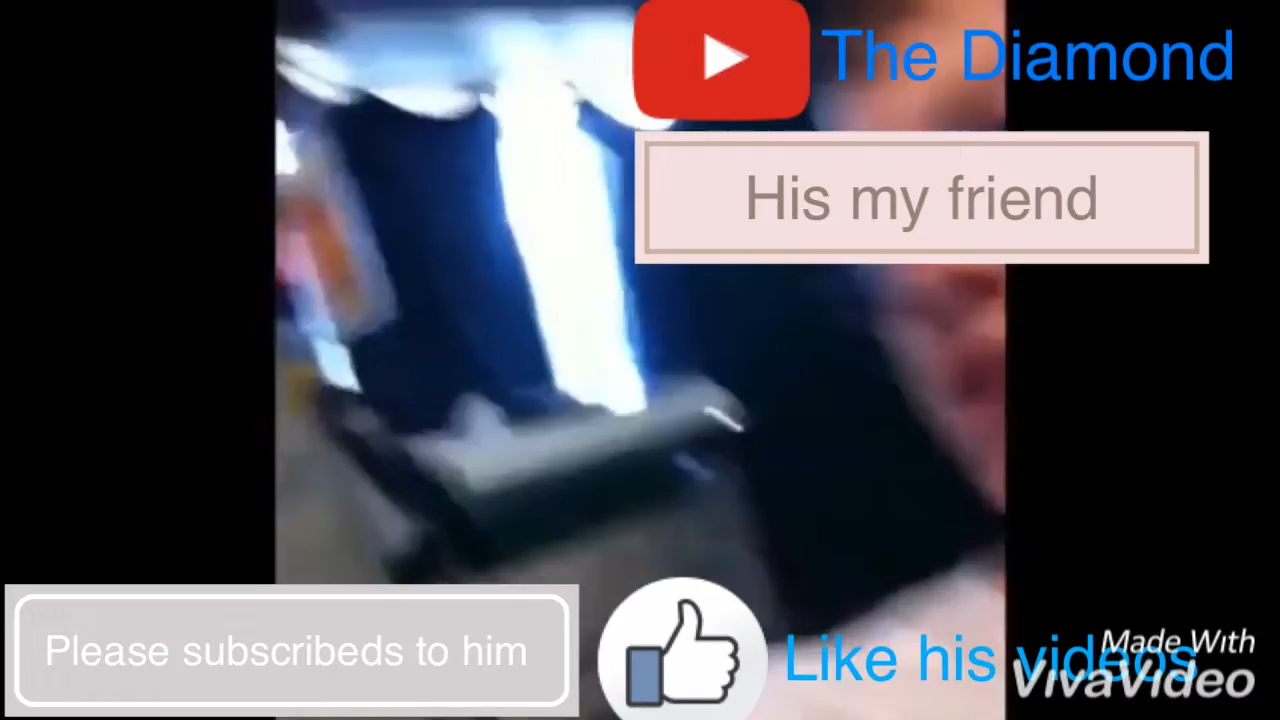 The Diamond
His my friend
Please subscribeds to him
Like his videos
Made With
VivaVideo